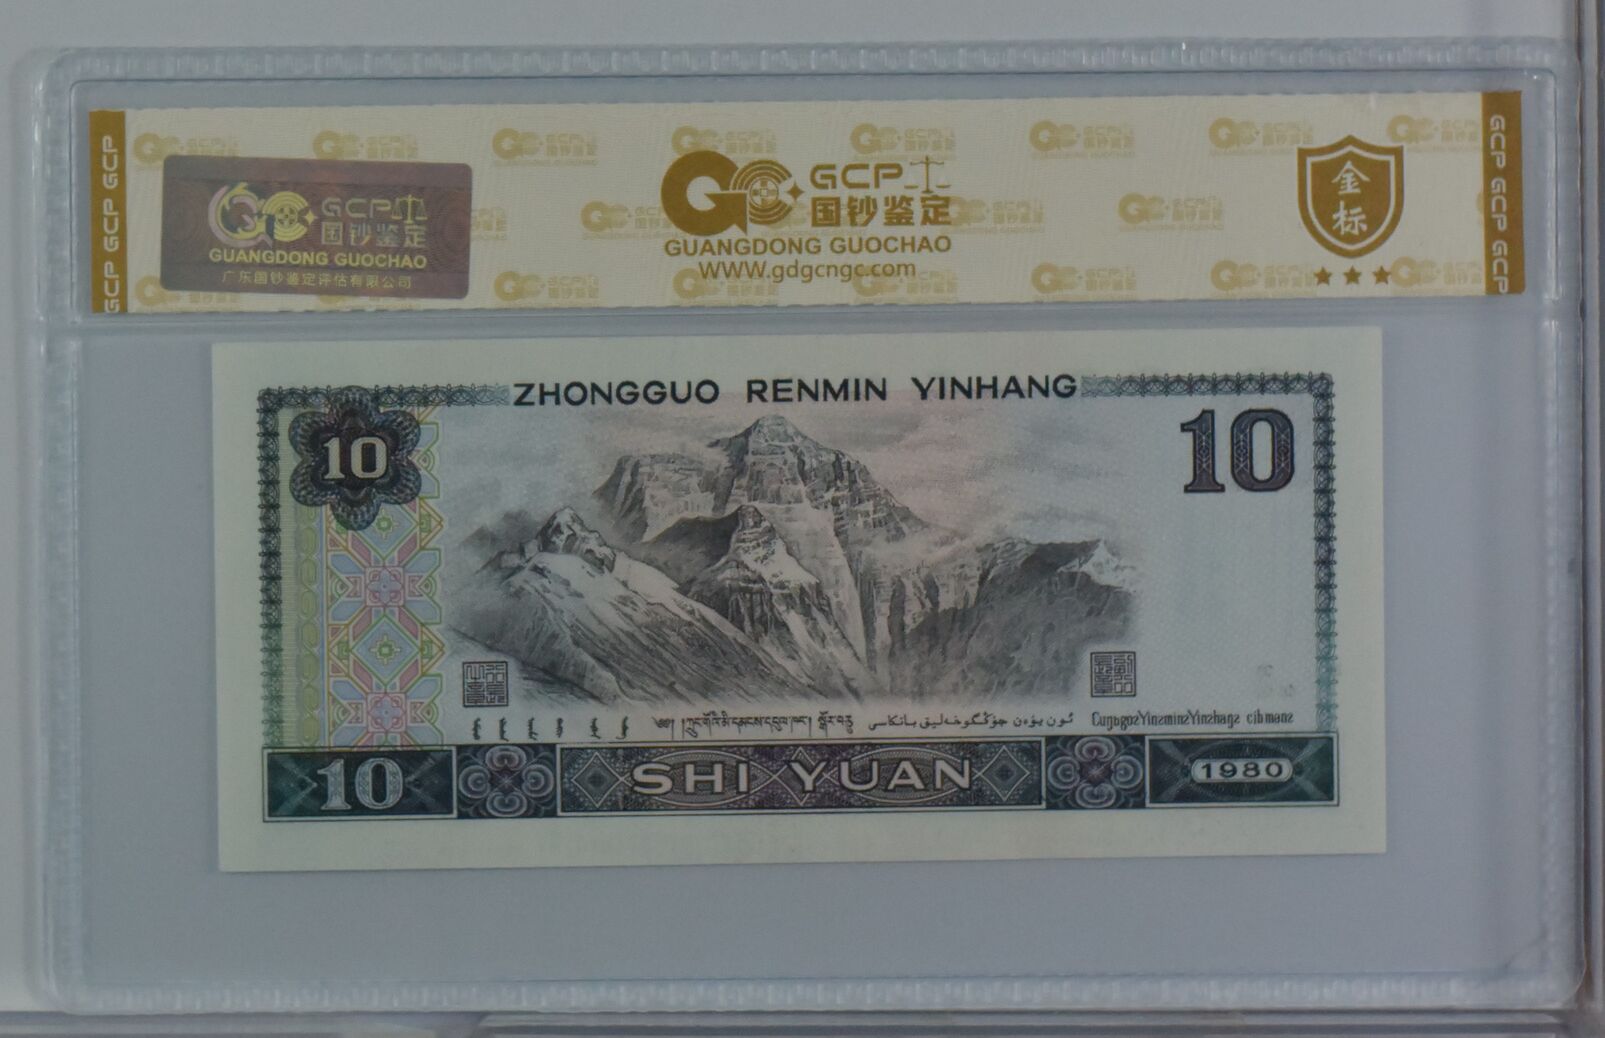 GCP GCP GCP
GCP
国钞鉴定
GUANGDONG GUOCHAO
广东国钞鉴定评估有限公司
GCP
国钞鉴定
GUANGDONG GUOCHAO
WWW.gdgcngc.com
金
标
GCP GCP GCP
ZHONGGUO RENMIN YINHANG
10
10
10
SHI YUAN
1980